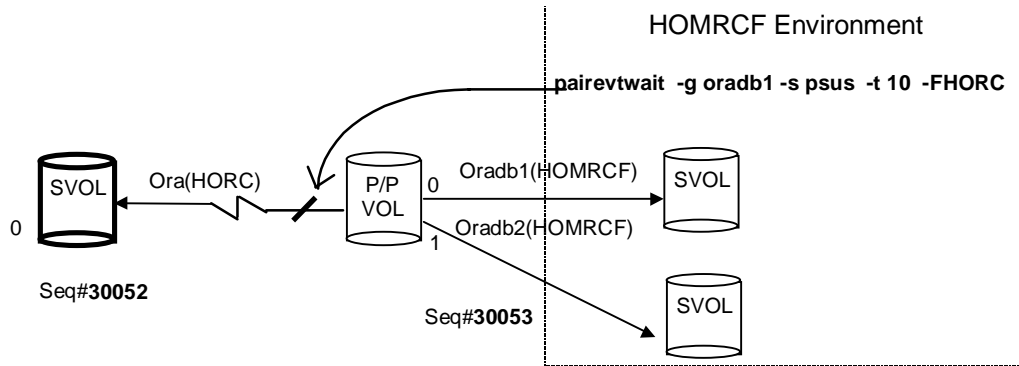 HOMRCF Environment
pairevtwait -g oradb1 -s psus -t 10 -FHORC
SVOL
Ora(HORC)
P/P
VOL
0
Oradb1(HOMRCF)
SVOL
0
1
Oradb2(HOMRCF)
Seq#30052
Seq#30053
SVOL